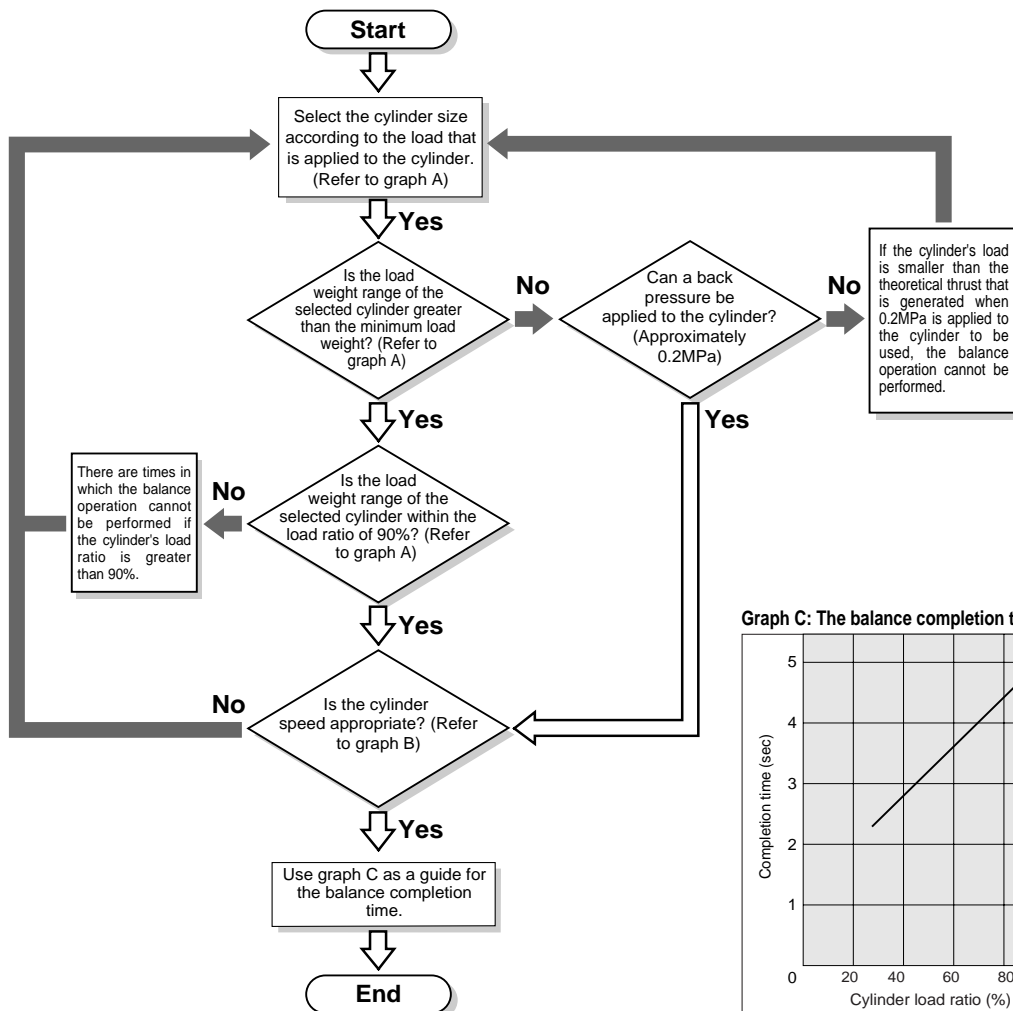 Start
Select the cylinder size
according to the load that
is applied to the cylinder.
(Refer to graph A)
Yes
Is the load
weight range of the
selected cylinder greater
than the minimum load
weight? (Refer to
graph A)
No
Can a back
pressure be
applied to the cylinder?
(Approximately
0.2MPa)
No
If the cylinder's load
is smaller than the
theoretical thrust that
is generated when
0.2MPa is applied to
the cylinder to be
used, the balance
operation cannot be
performed.
Yes
Yes
Is the load
weight range of the
selected cylinder within the
load ratio of 90%? (Refer
to graph A)
No
There are times in
which the balance
operation cannot
be performed if
the cylinder's load
ratio is greater
than 90%.
Yes
Is the cylinder
speed appropriate? (Refer
to graph B)
No
Yes
Use graph C as a guide for
the balance completion
time.
End
Graph C: The balance completion t
Completion time (sec)
5
4
3
2
1
0
20 40 60 80
Cylinder load ratio (%)